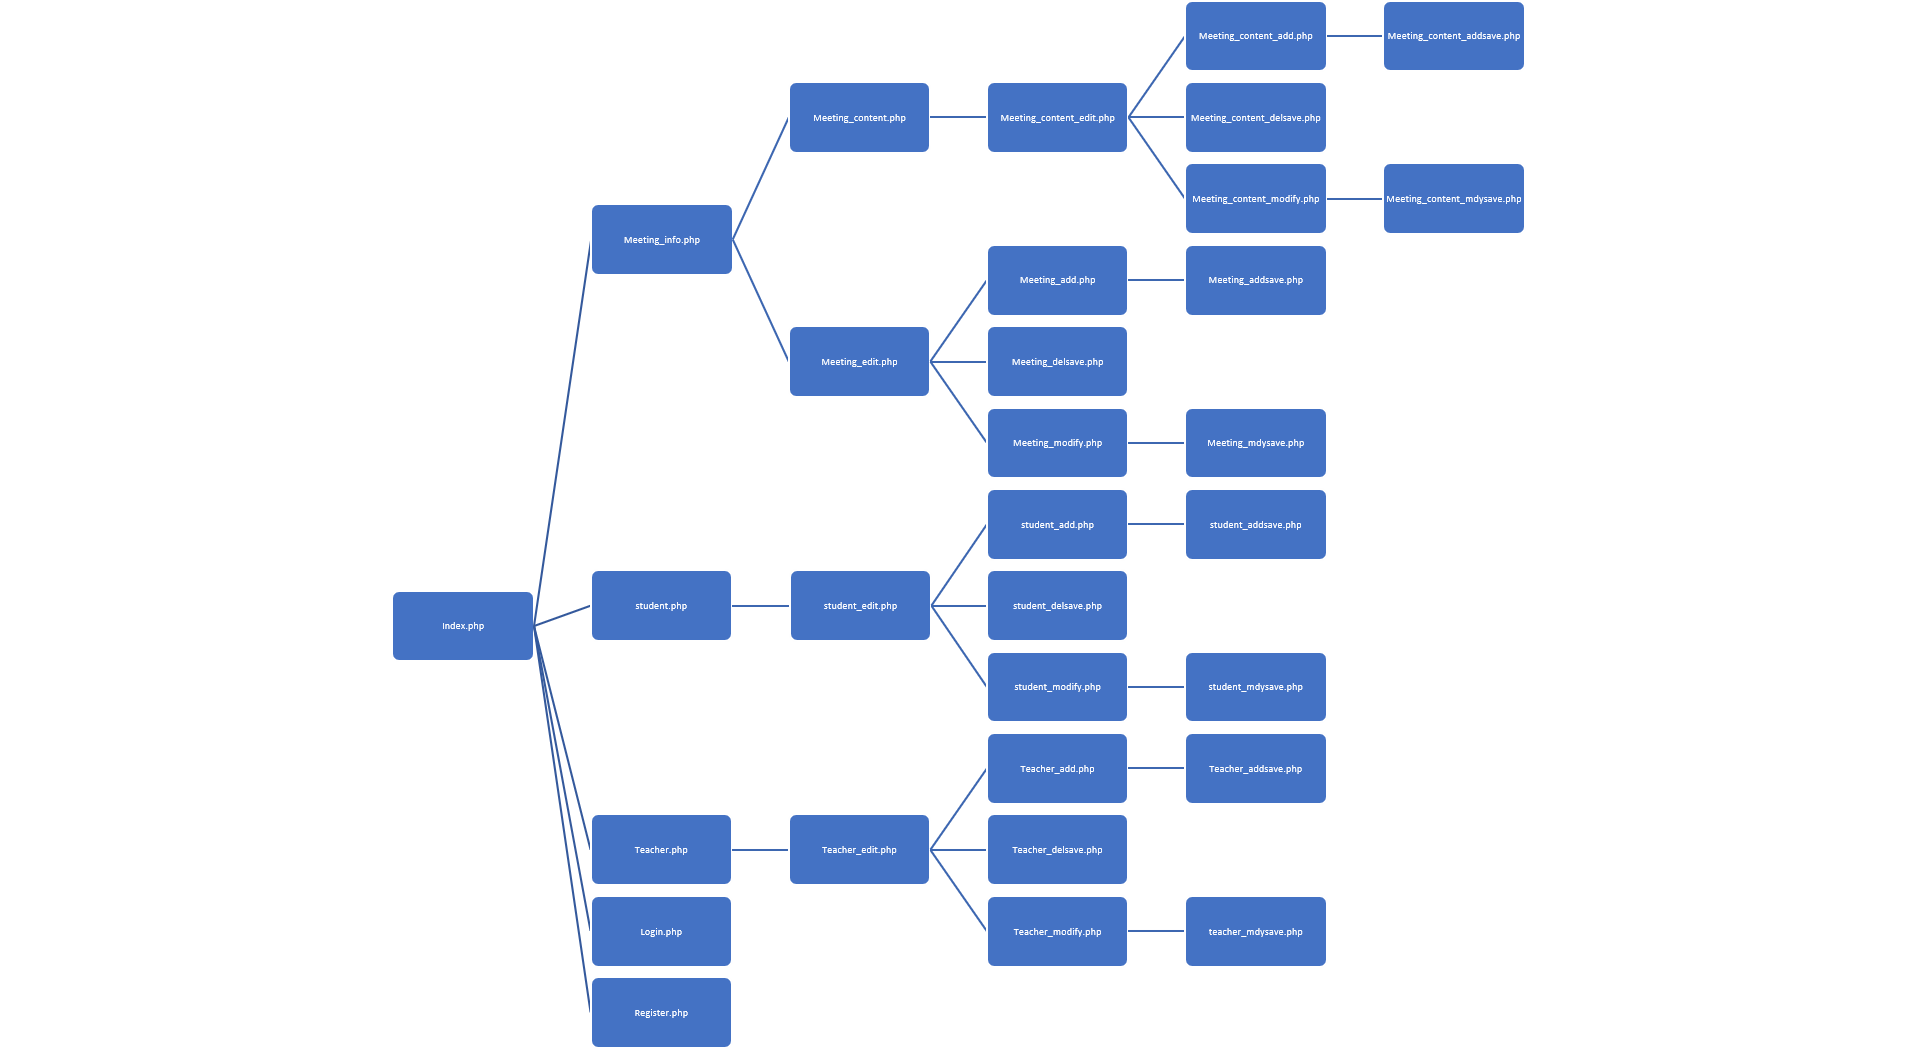 Meeting_content_add.php
Meeting_content_addsave.php
Meeting_content.php
Meeting_content_edit.php
Meeting_content_delsave.php
Meeting_content_modify.php
Meeting_content_mdysave.php
Meeting_info.php
Meeting_add.php
Meeting_addsave.php
Meeting_edit.php
Meeting_delsave.php
Meeting_modify.php
Meeting_mdysave.php
student_add.php
student_addsave.php
Index.php
student.php
student_edit.php
student_delsave.php
student_modify.php
student_mdysave.php
Teacher_add.php
Teacher_addsave.php
Teacher.php
Teacher_edit.php
Teacher_delsave.php
Login.php
Teacher_modify.php
teacher_mdysave.php
Register.php